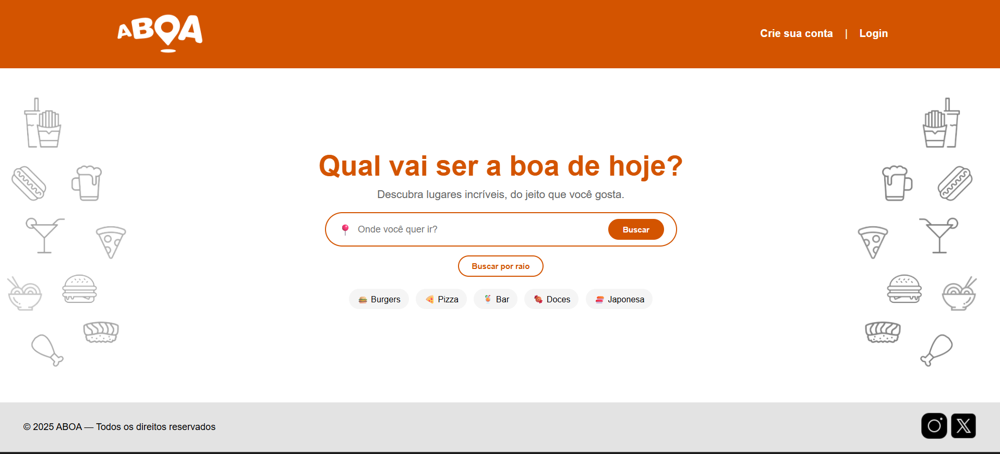 ABOA
Crie sua conta | Login
Qual vai ser a boa de hoje?
Descubra lugares incríveis, do jeito que você gosta.
Onde você quer ir? Buscar
Buscar por raio
Burgers Pizza Bar Doces Japonesa
© 2025 ABOA — Todos os direitos reservados